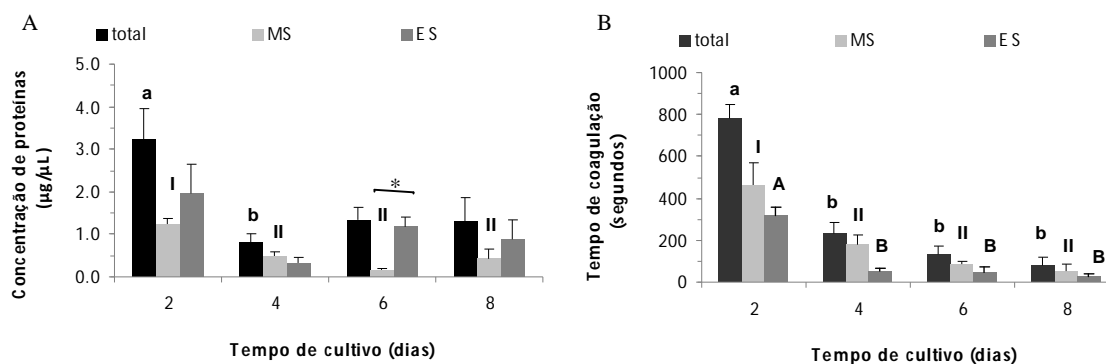 A
total MS ES
Concentração de proteínas
(µg/µL)
5.0
4.0
3.0
2.0
1.0
0.0
a
I
b
II
II
*
II
2 4 6 8
Tempo de cultivo (dias)
B
total MS ES
Tempo de coagulação
(segundos)
1000
800
600
400
200
0
a
I
A
b
II
B
b
II
B
b
II
B
2 4 6 8
Tempo de cultivo (dias)